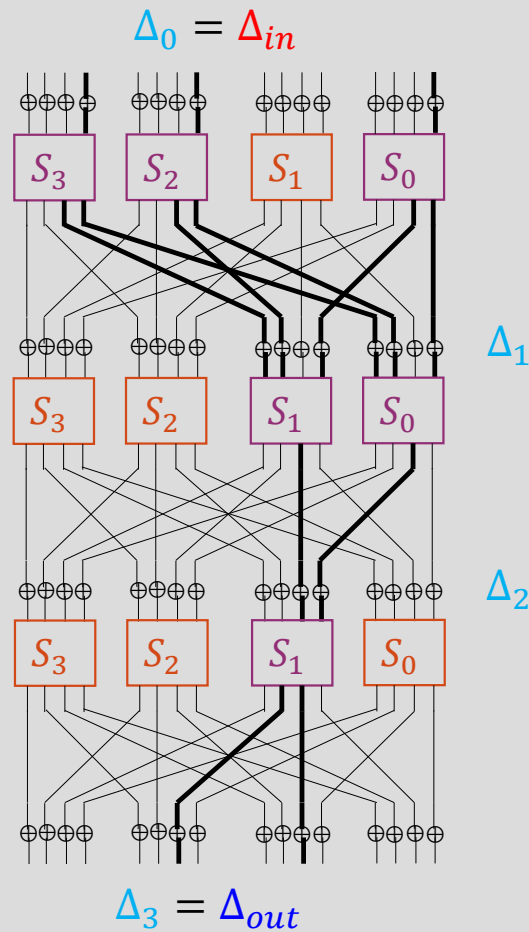 Δ₀ = Δᵢₙ
S₃ S₂ S₁ S₀
Δ₁
S₃ S₂ S₁ S₀
Δ₂
S₃ S₂ S₁ S₀
Δ₃ = Δₒᵤₜ